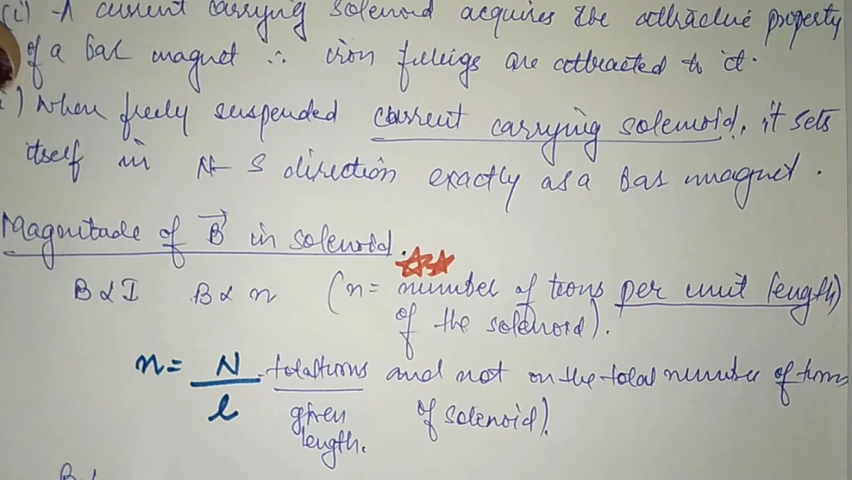 (i) A current carrying solenoid acquires the attractive property
of a bar magnet ∴ iron fillings are attracted to it.
) When freely suspended current carrying solenoid, it sets
itself in N-S direction exactly as a bar magnet.
Magnitude of B⃗ in solenoid.
B ∝ I B ∝ n (n = number of turns per unit length)
of the solenoid).
n = N/l total turns and not on the total number of turns
given length. of solenoid).
B